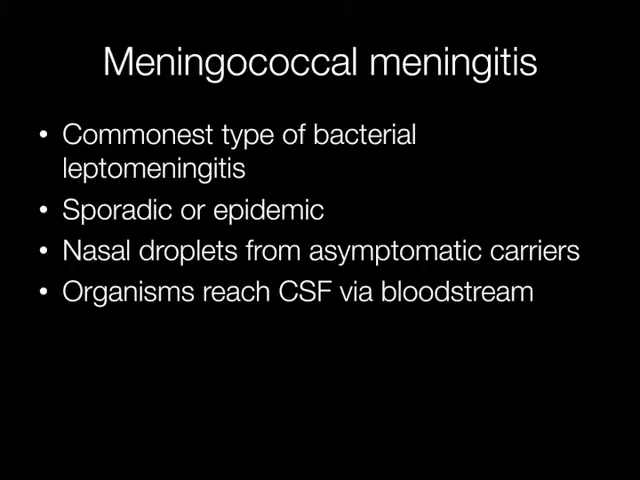 Meningococcal meningitis
• Commonest type of bacterial
leptomeningitis
• Sporadic or epidemic
• Nasal droplets from asymptomatic carriers
• Organisms reach CSF via bloodstream